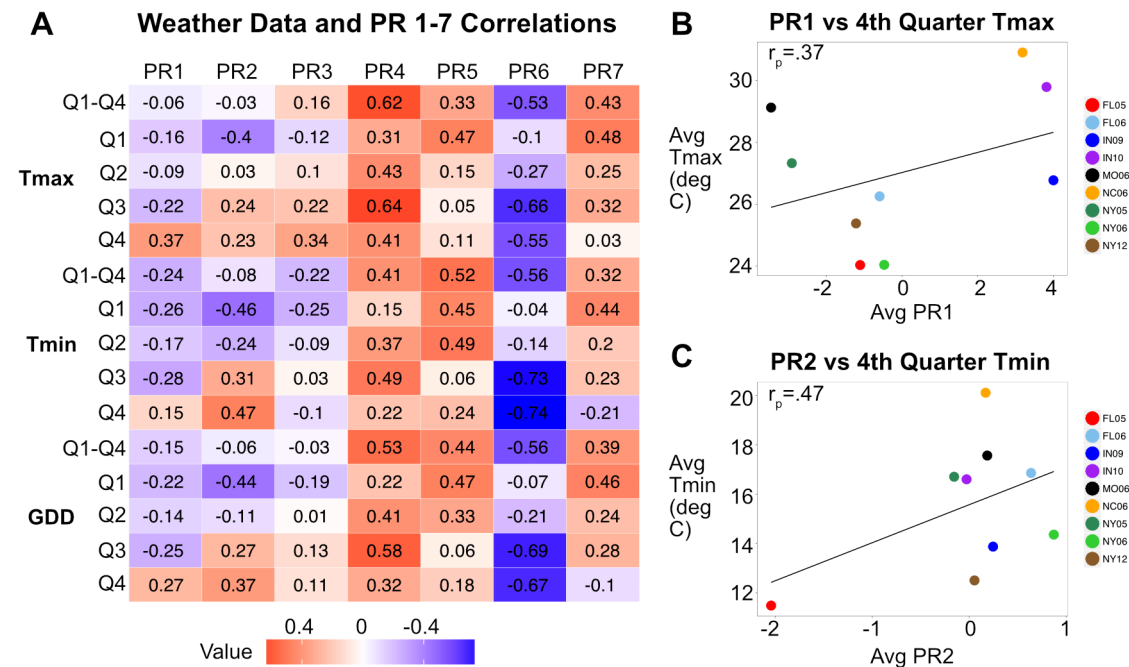 A Weather Data and PR 1-7 Correlations
PR1 PR2 PR3 PR4 PR5 PR6 PR7
Tmax
Q1-Q4 -0.06 -0.03 0.16 0.62 0.33 -0.53 0.43
Q1 -0.16 -0.4 -0.12 0.31 0.47 -0.1 0.48
Q2 -0.09 0.03 0.1 0.43 0.15 -0.27 0.25
Q3 -0.22 0.24 0.22 0.64 0.05 -0.66 0.32
Q4 0.37 0.23 0.34 0.41 0.11 -0.55 0.03
Tmin
Q1-Q4 -0.24 -0.08 -0.22 0.41 0.52 -0.56 0.32
Q1 -0.26 -0.46 -0.25 0.15 0.45 -0.04 0.44
Q2 -0.17 -0.24 -0.09 0.37 0.49 -0.14 0.2
Q3 -0.28 0.31 0.03 0.49 0.06 -0.73 0.23
Q4 0.15 0.47 -0.1 0.22 0.24 -0.74 -0.21
GDD
Q1-Q4 -0.15 -0.06 -0.03 0.53 0.44 -0.56 0.39
Q1 -0.22 -0.44 -0.19 0.22 0.47 -0.07 0.46
Q2 -0.14 -0.11 0.01 0.41 0.33 -0.21 0.24
Q3 -0.25 0.27 0.13 0.58 0.06 -0.69 0.28
Q4 0.27 0.37 0.11 0.32 0.18 -0.67 -0.1
0.4 0 -0.4
Value
B PR1 vs 4th Quarter Tmax
rp=.37
30
28
26
24
Avg
Tmax
(deg
C)
-2 0 2 4
Avg PR1
FL05
FL06
IN09
IN10
MO06
NC06
NY05
NY06
NY12
C PR2 vs 4th Quarter Tmin
rp=.47
20
18
16
14
12
Avg
Tmin
(deg
C)
-2 -1 0 1
Avg PR2
FL05
FL06
IN09
IN10
MO06
NC06
NY05
NY06
NY12